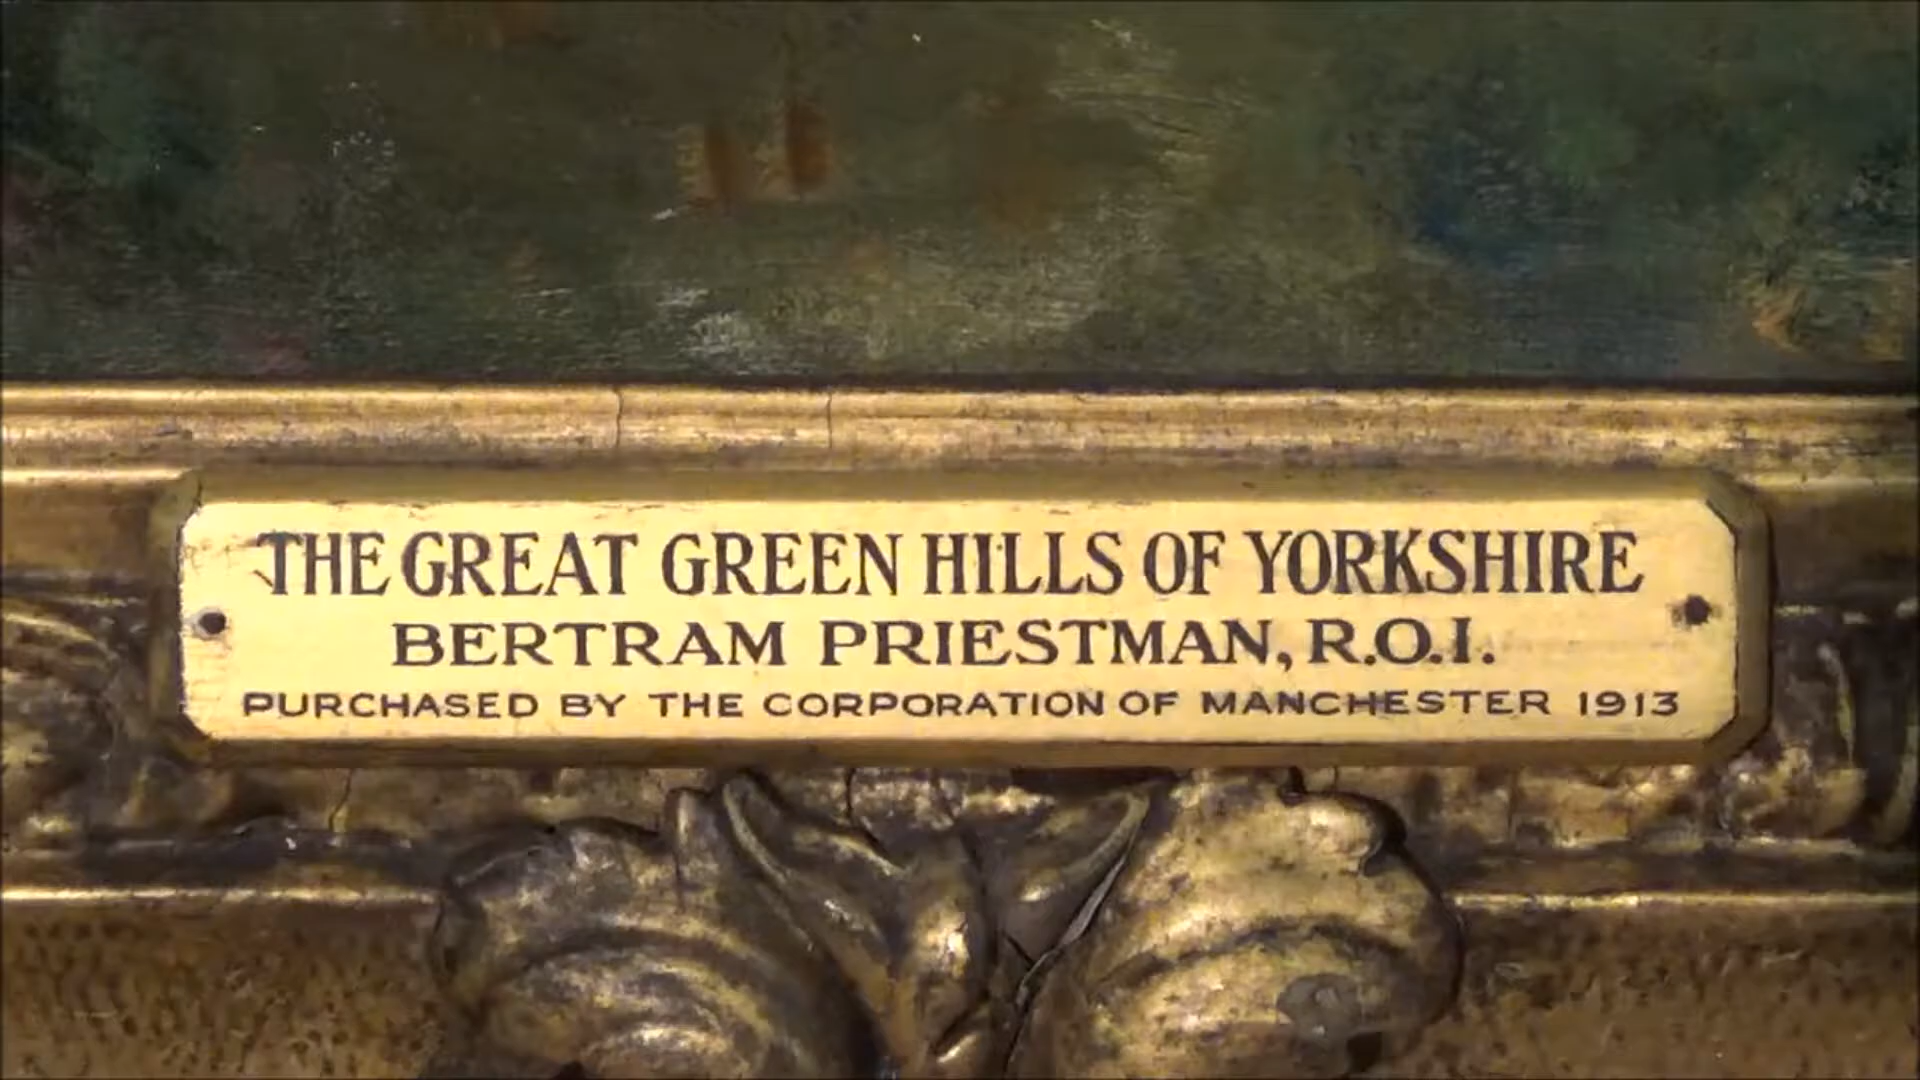 THE GREAT GREEN HILLS OF YORKSHIRE
BERTRAM PRIESTMAN, R.O.I.
PURCHASED BY THE CORPORATION OF MANCHESTER 1913